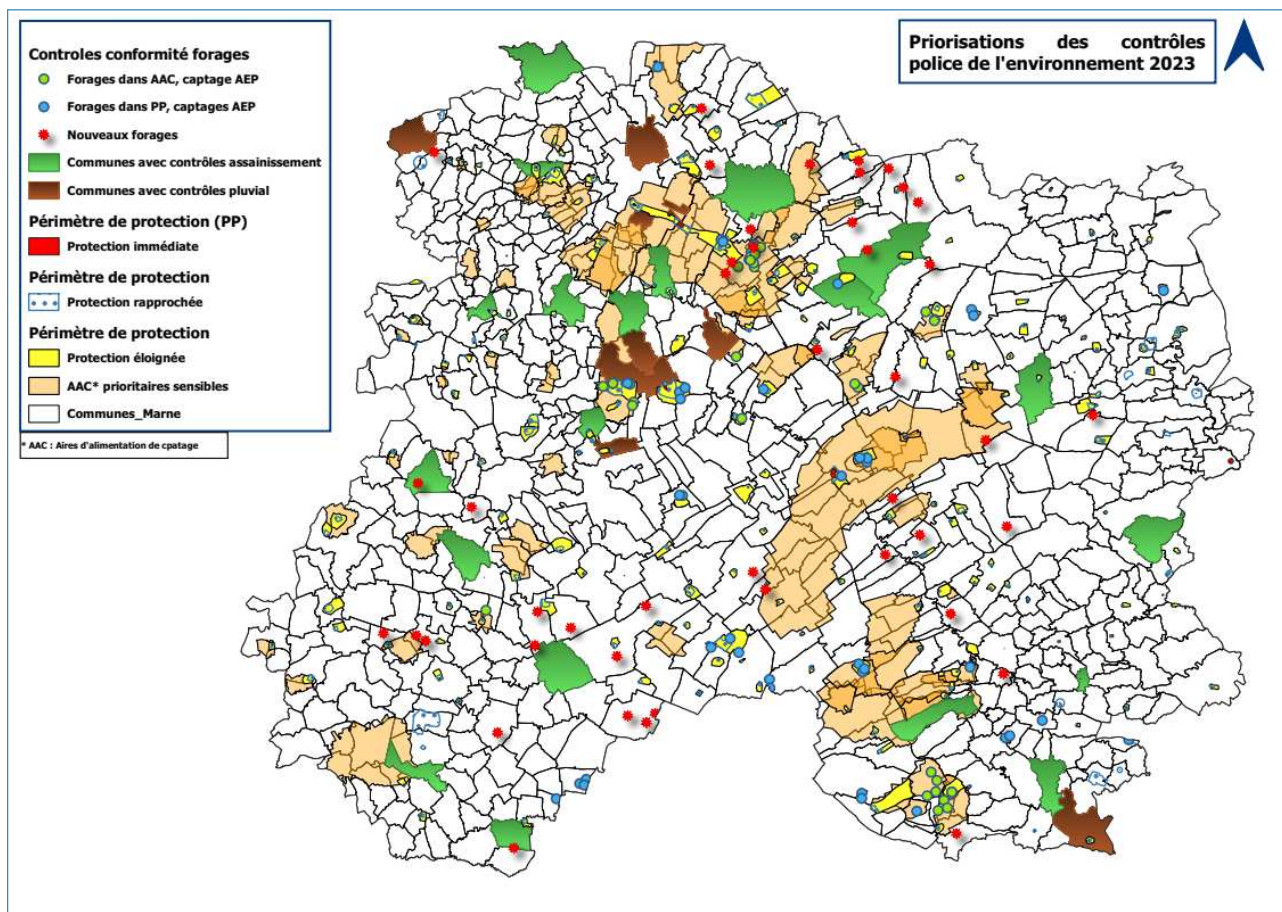 Priorisations des contrôles
police de l'environnement 2023
Controles conformité forages
Forages dans AAC, captage AEP
Forages dans PP, captages AEP
Nouveaux forages
Communes avec contrôles assainissement
Communes avec contrôles pluvial
Périmètre de protection (PP)
Protection immédiate
Périmètre de protection
Protection rapprochée
Périmètre de protection
Protection éloignée
AAC* prioritaires sensibles
Communes_Marne
* AAC : Aires d'alimentation de cpatage